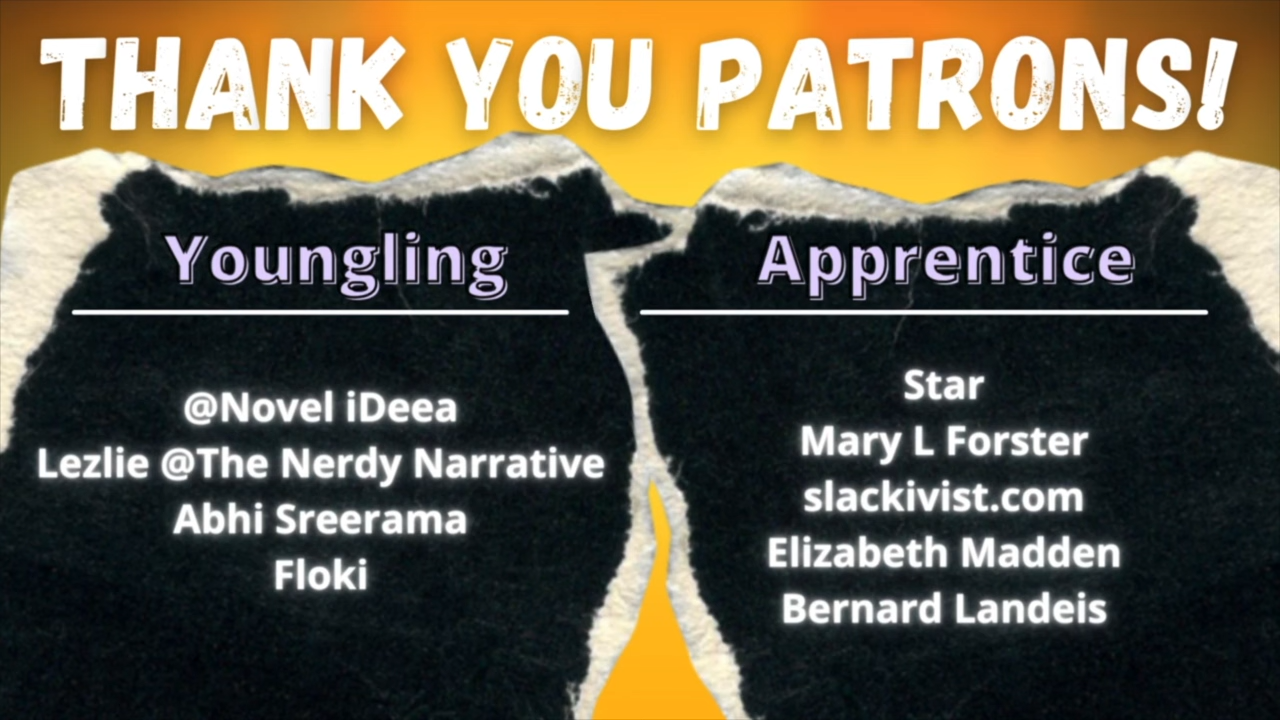 THANK YOU PATRONS!
Youngling
@Novel iDeea
Lezlie @The Nerdy Narrative
Abhi Sreerama
Floki
Apprentice
Star
Mary L Forster
slackivist.com
Elizabeth Madden
Bernard Landeis